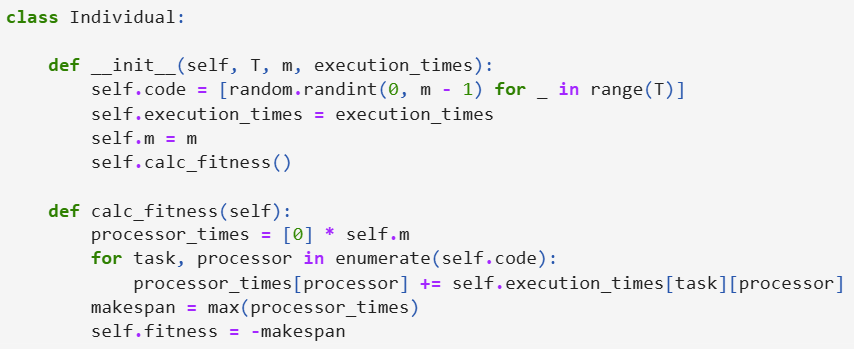 class Individual:
    def __init__(self, T, m, execution_times):
        self.code = [random.randint(0, m - 1) for _ in range(T)]
        self.execution_times = execution_times
        self.m = m
        self.calc_fitness()
    def calc_fitness(self):
        processor_times = [0] * self.m
        for task, processor in enumerate(self.code):
            processor_times[processor] += self.execution_times[task][processor]
        makespan = max(processor_times)
        self.fitness = -makespan